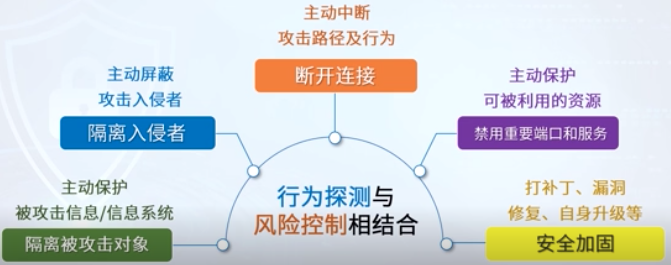 主动中断
攻击路径及行为
断开连接
主动屏蔽
攻击入侵者
隔离入侵者
主动保护
可被利用的资源
禁用重要端口和服务
主动保护
被攻击信息/信息系统
隔离被攻击对象
行为探测与
风险控制相结合
打补丁、漏洞
修复、自身升级等
安全加固